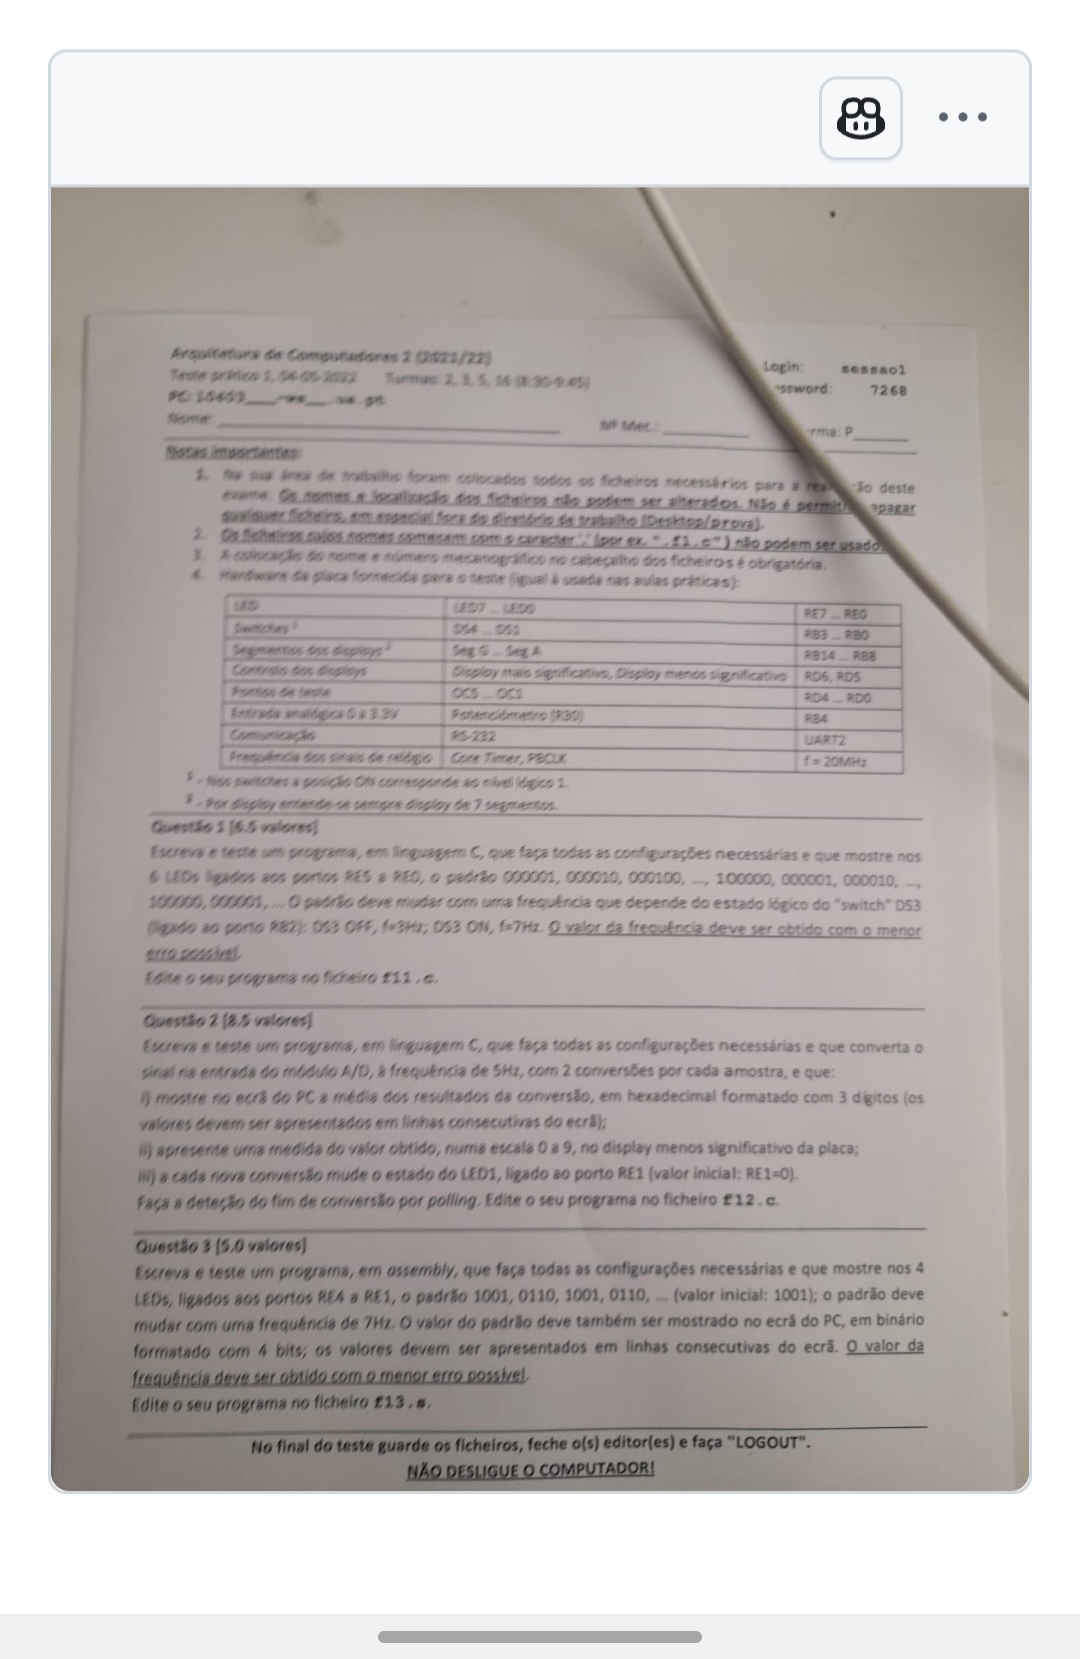 Arquitetura de Computadores 2 (2021/22)
Teste prático 1, 04-05-2022 Turmas: 2, 3, 5, 16 (8:30-9:45)
Login: sessao1
ssword: 7268
Nome: Nº Mec.: rma: P
Notas importantes:
1. Na sua área de trabalho foram colocados todos os ficheiros necessários para a ão deste
exame. Os nomes e localização dos ficheiros não podem ser alterados. Não é permiti apagar
qualquer ficheiro, em especial fora do diretório de trabalho (Desktop/prova).
2. Os ficheiros cujos nomes comecem com o caracter '.' (por ex. ".f1.c") não podem ser usado
3. A colocação do nome e número mecanográfico no cabeçalho dos ficheiros é obrigatória.
4. Hardware da placa fornecida para o teste (igual à usada nas aulas práticas):
LED LED7 ... LED0 RE7 ... RE0
Switches 1 DS4 ... DS1 RB3 ... RB0
Segmentos dos displays 2 Seg G ... Seg A RB14 ... RB8
Controlo dos displays Display mais significativo, Display menos significativo RD6, RD5
Pontos de teste OC5 ... OC1 RD4 ... RD0
Entrada analógica 0 a 3.3V Potenciómetro (R30) RB4
Comunicação RS-232 UART2
Frequência dos sinais de relógio Core Timer, PBCLK f = 20MHz
1 - Nos switches a posição ON corresponde ao nível lógico 1.
2 - Por display entende-se sempre display de 7 segmentos.
Questão 1 [6.5 valores]
Escreva e teste um programa, em linguagem C, que faça todas as configurações necessárias e que mostre nos
6 LEDs ligados aos portos RE5 a RE0, o padrão 000001, 000010, 000100, ..., 100000, 000001, 000010, ...,
100000, 000001, ... O padrão deve mudar com uma frequência que depende do estado lógico do "switch" DS3
(ligado ao porto RB2): DS3 OFF, f=3Hz; DS3 ON, f=7Hz. O valor da frequência deve ser obtido com o menor
erro possível.
Edite o seu programa no ficheiro f11.c.
Questão 2 [8.5 valores]
Escreva e teste um programa, em linguagem C, que faça todas as configurações necessárias e que converta o
sinal na entrada do módulo A/D, à frequência de 5Hz, com 2 conversões por cada amostra, e que:
i) mostre no ecrã do PC a média dos resultados da conversão, em hexadecimal formatado com 3 dígitos (os
valores devem ser apresentados em linhas consecutivas do ecrã);
ii) apresente uma medida do valor obtido, numa escala 0 a 9, no display menos significativo da placa;
iii) a cada nova conversão mude o estado do LED1, ligado ao porto RE1 (valor inicial: RE1=0).
Faça a deteção do fim de conversão por polling. Edite o seu programa no ficheiro f12.c.
Questão 3 [5.0 valores]
Escreva e teste um programa, em assembly, que faça todas as configurações necessárias e que mostre nos 4
LEDs, ligados aos portos RE4 a RE1, o padrão 1001, 0110, 1001, 0110, ... (valor inicial: 1001); o padrão deve
mudar com uma frequência de 7Hz. O valor do padrão deve também ser mostrado no ecrã do PC, em binário
formatado com 4 bits; os valores devem ser apresentados em linhas consecutivas do ecrã. O valor da
frequência deve ser obtido com o menor erro possível.
Edite o seu programa no ficheiro f13.s.
No final do teste guarde os ficheiros, feche o(s) editor(es) e faça "LOGOUT".
NÃO DESLIGUE O COMPUTADOR!